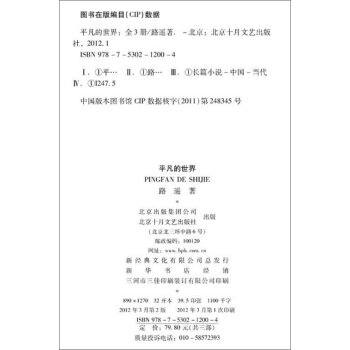 图书在版编目(CIP)数据
平凡的世界:全3册/路遥著. －北京:北京十月文艺出版
社,2012.1
ISBN 978－7－5302－1200－4
Ⅰ.①平… Ⅱ.①路… Ⅲ.①长篇小说－中国－当代
Ⅳ.①I247.5
中国版本图书馆CIP数据核字(2011)第248345号
平凡的世界
PINGFAN DE SHIJIE
路 遥 著
*
北京出版集团公司
北京十月文艺出版社
出版
(北京北三环中路6号)
邮政编码:100120
网址:www.bph.com.cn
新经典文化有限公司总发行
新华书店经销
三河市三佳印刷装订有限公司印刷
*
890×1270 32开本 39.5印张 1100千字
2012年3月第2版 2012年3月第1次印刷
ISBN 978－7－5302－1200－4
定 价:79.80元(共三部)
质量投诉电话:010－58572393